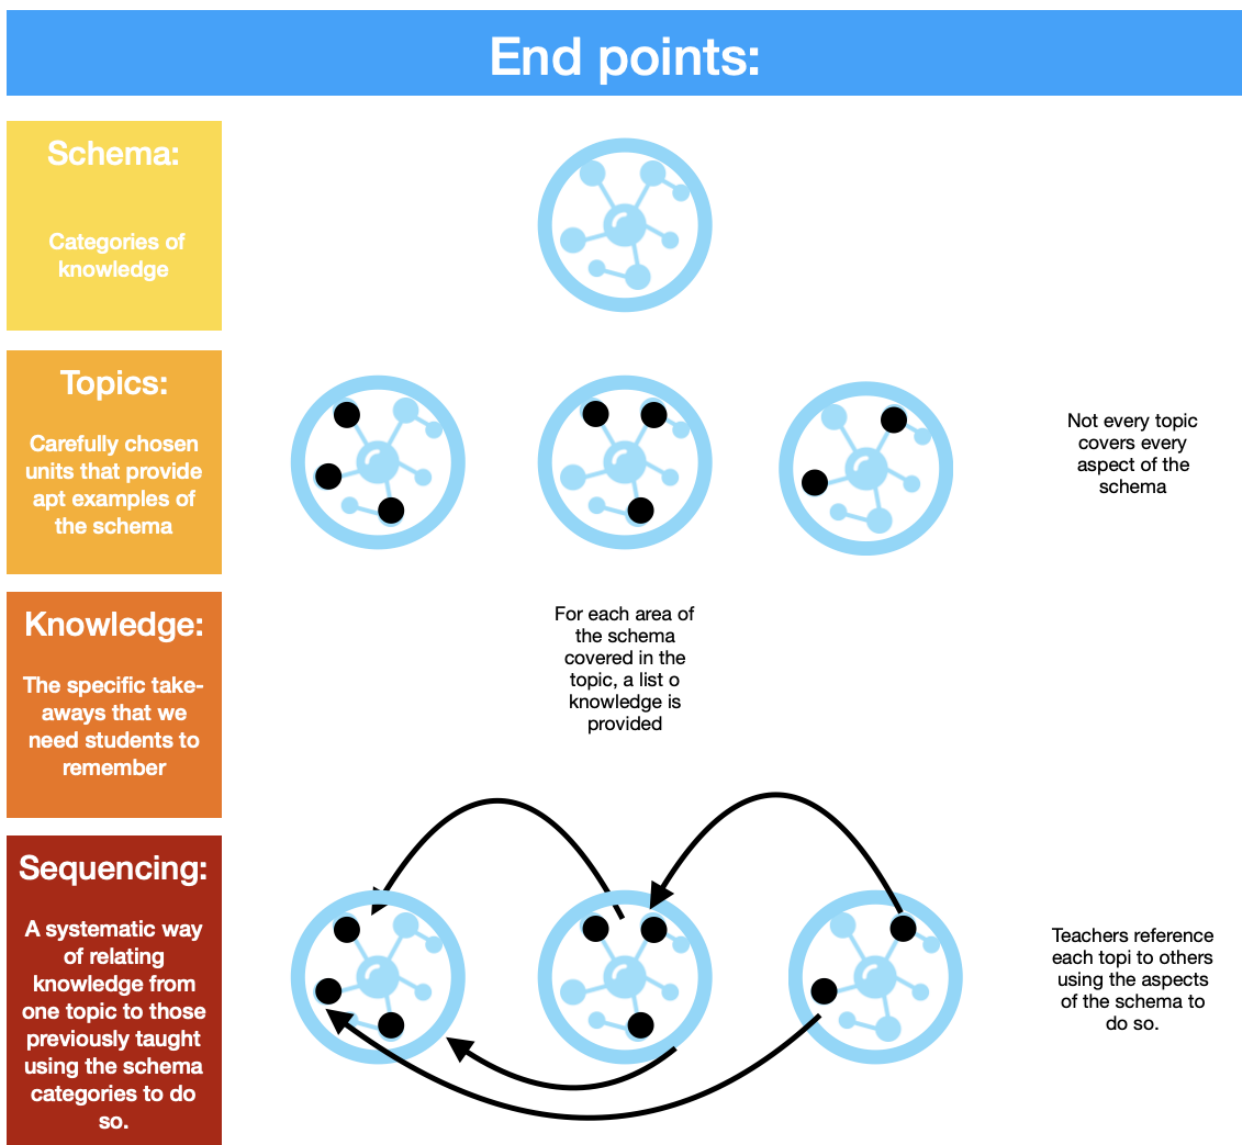 End points:
Schema:
Categories of
knowledge
Topics:
Carefully chosen
units that provide
apt examples of
the schema
Not every topic
covers every
aspect of the
schema
Knowledge:
The specific take-
aways that we
need students to
remember
For each area of
the schema
covered in the
topic, a list o
knowledge is
provided
Sequencing:
A systematic way
of relating
knowledge from
one topic to those
previously taught
using the schema
categories to do
so.
Teachers reference
each topi to others
using the aspects
of the schema to
do so.